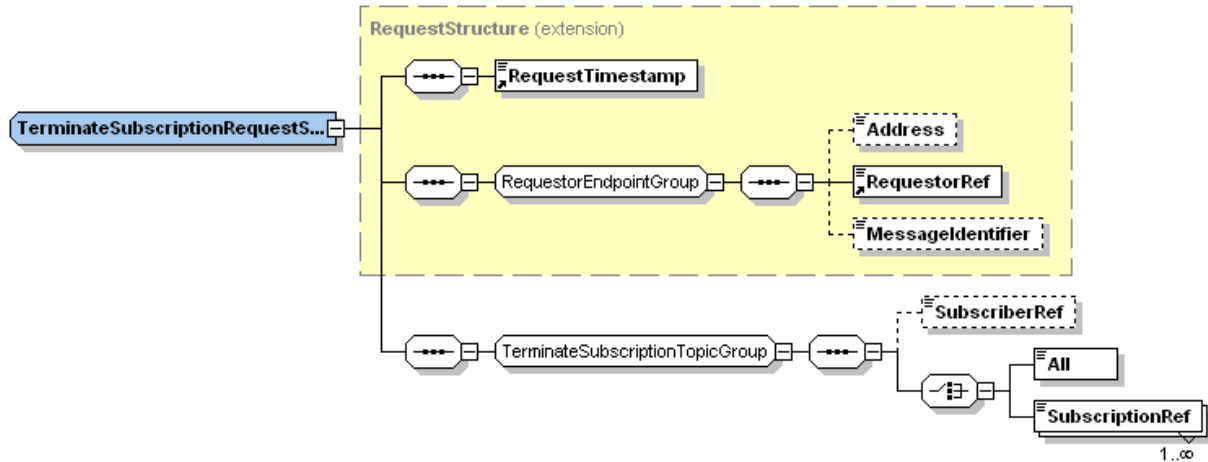 RequestStructure (extension)
RequestTimestamp
TerminateSubscriptionRequestS...
Address
RequestorEndpointGroup
RequestorRef
MessageIdentifier
SubscriberRef
TerminateSubscriptionTopicGroup
All
SubscriptionRef
1..∞